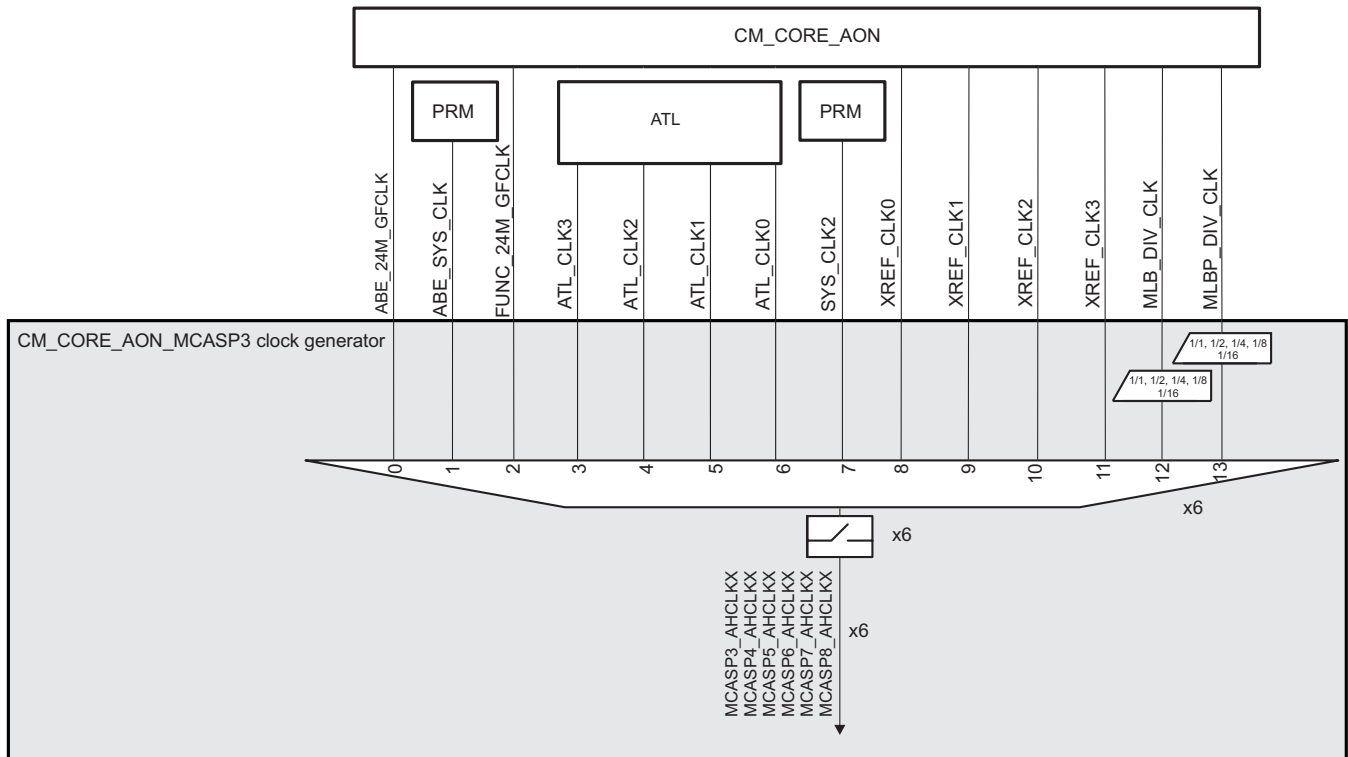 CM_CORE_AON
PRM
ATL
PRM
ABE_24M_GFCLK
ABE_SYS_CLK
FUNC_24M_GFCLK
ATL_CLK3
ATL_CLK2
ATL_CLK1
ATL_CLK0
SYS_CLK2
XREF_CLK0
XREF_CLK1
XREF_CLK2
XREF_CLK3
MLB_DIV_CLK
MLBP_DIV_CLK
CM_CORE_AON_MCASP3 clock generator
1/1, 1/2, 1/4, 1/8
1/16
1/1, 1/2, 1/4, 1/8
1/16
0
1
2
3
4
5
6
7
8
9
10
11
12
13
x6
x6
MCASP3_AHCLKX
MCASP4_AHCLKX
MCASP5_AHCLKX
MCASP6_AHCLKX
MCASP7_AHCLKX
MCASP8_AHCLKX
x6